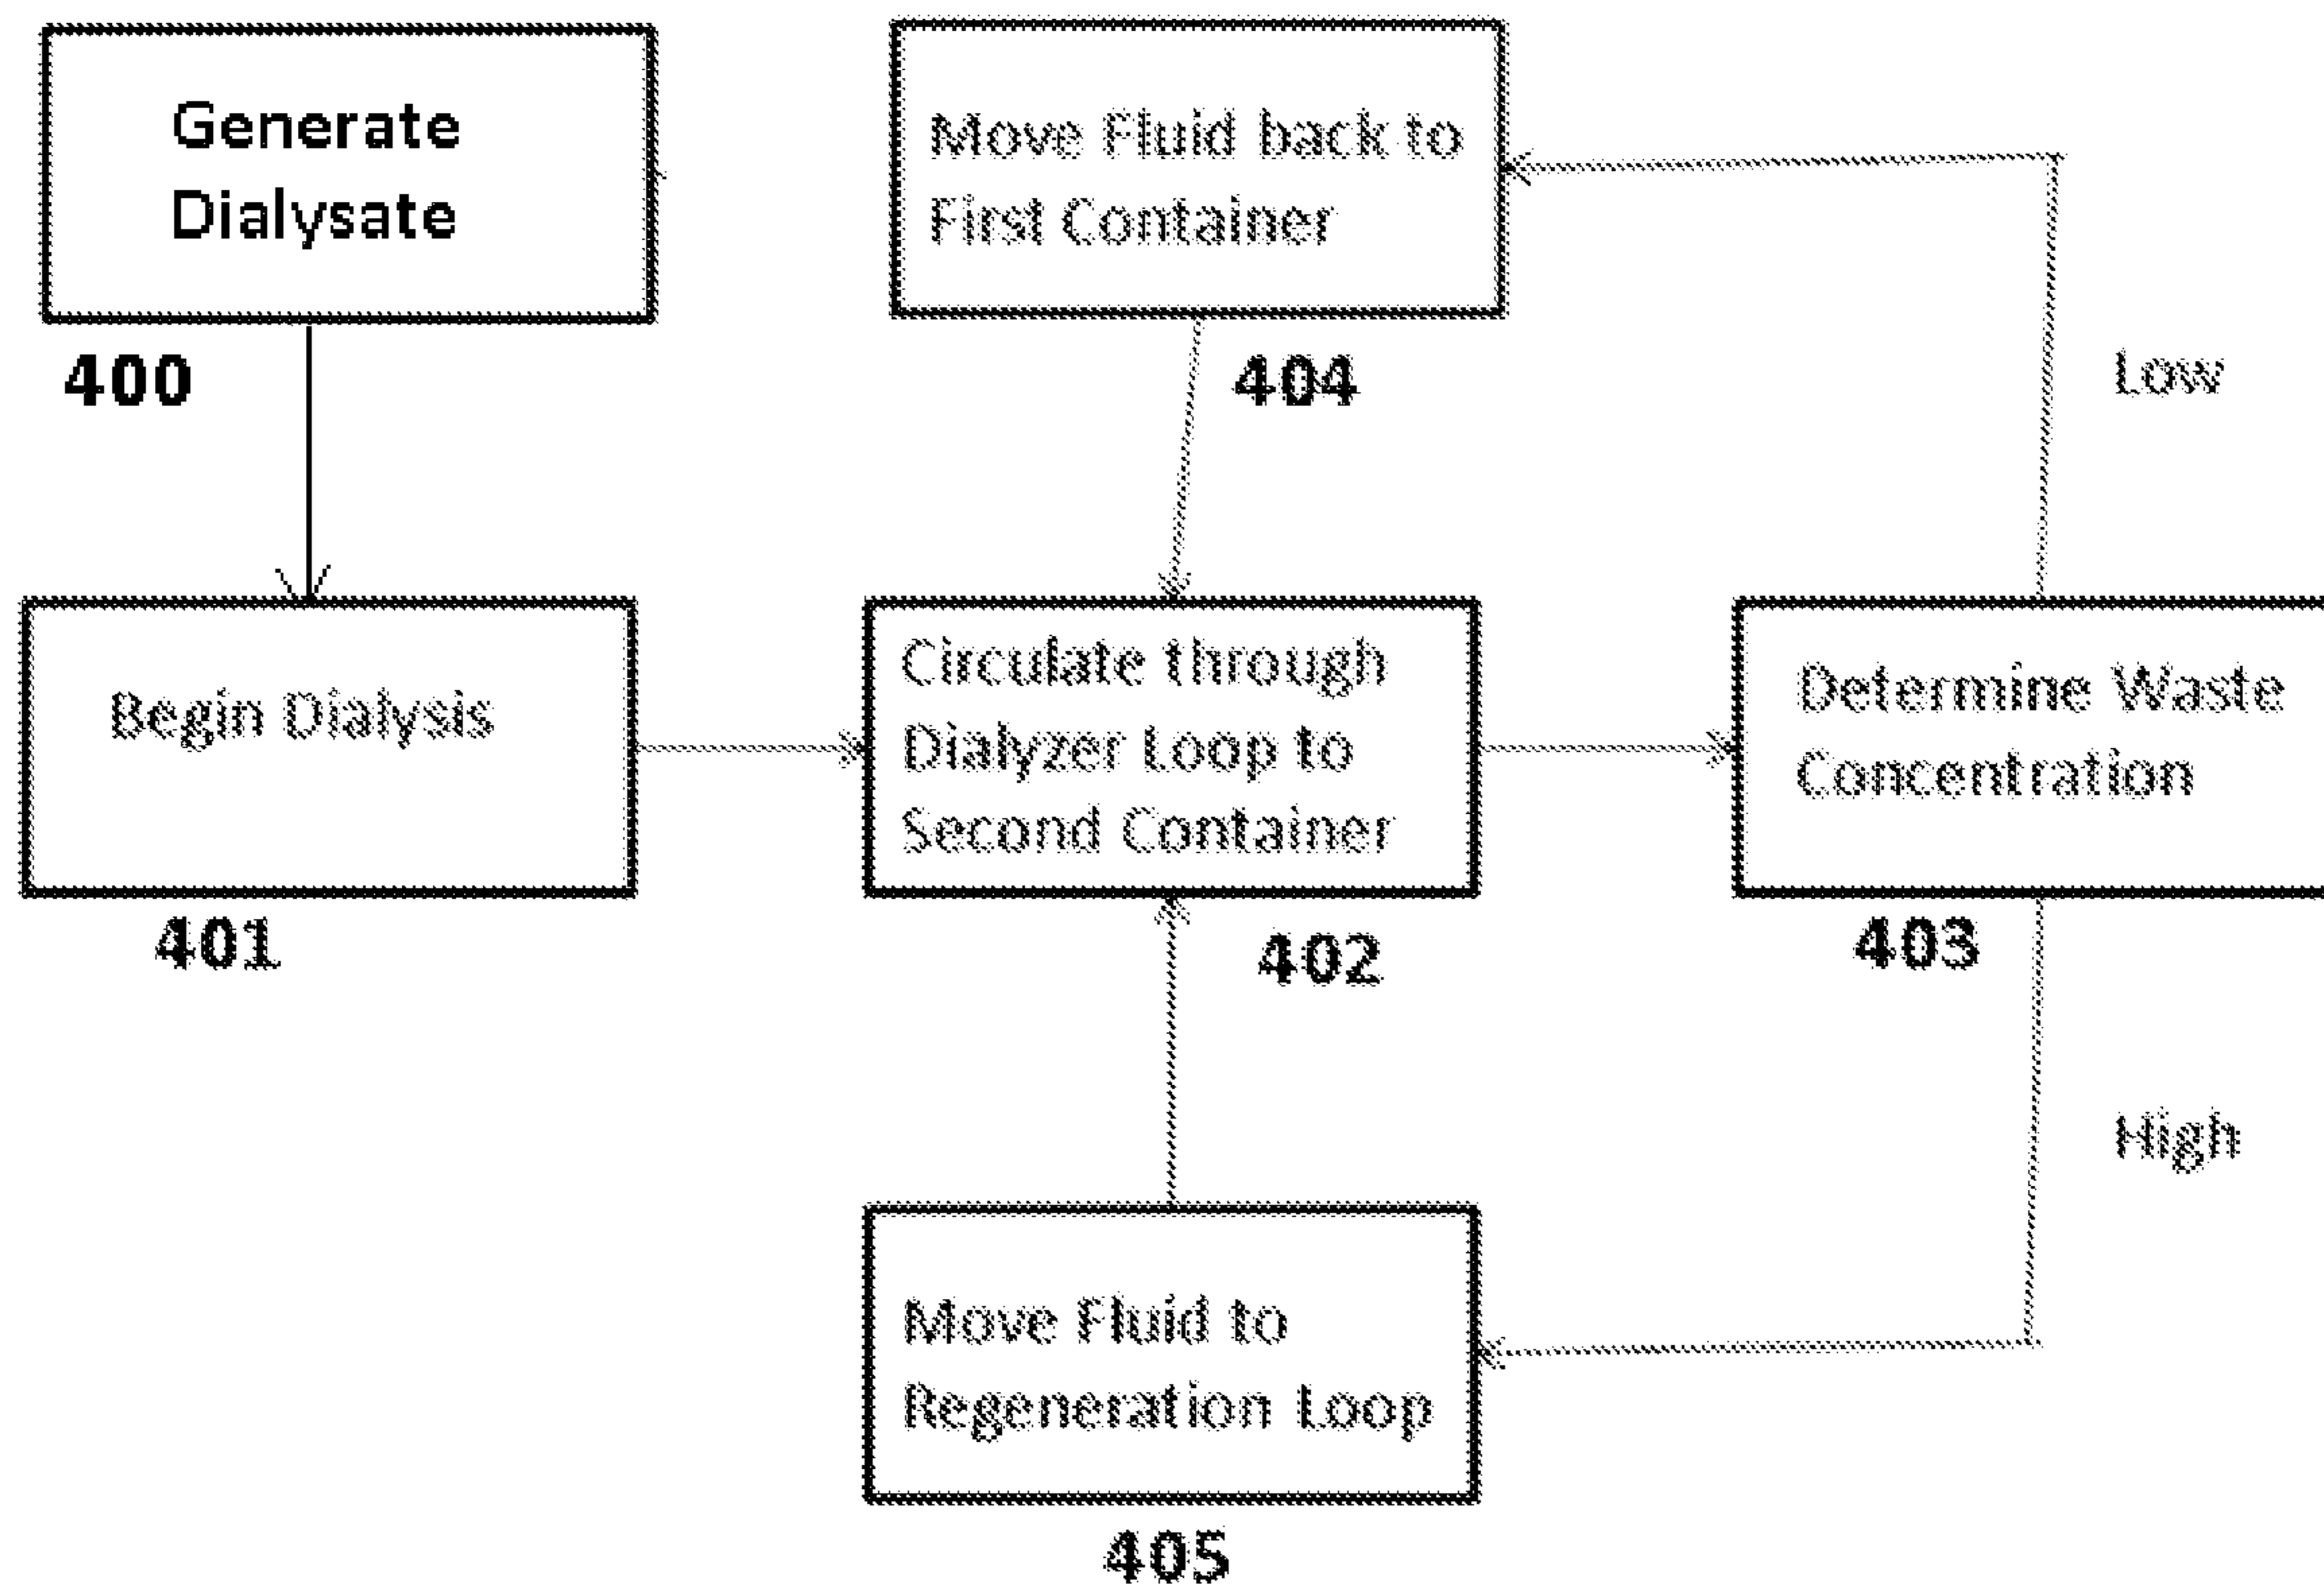 Generate
Dialysate
400
Move Fluid back to
First Container
404
Low
Begin Dialysis
401
Circulate through
Dialyzer Loop to
Second Container
402
Determine Waste
Concentration
403
High
Move Fluid to
Regeneration Loop
405